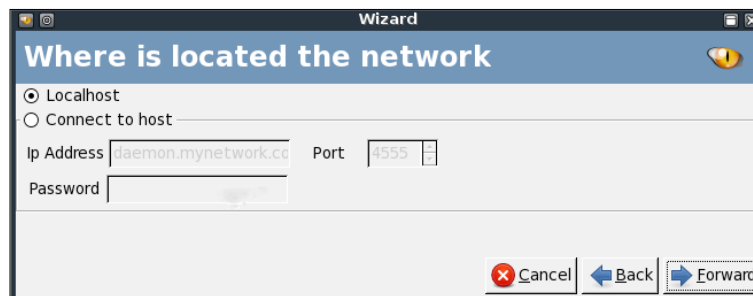 Wizard
Where is located the network
Localhost
Connect to host
Ip Address daemon.mynetwork.co Port 4555
Password
Cancel Back Forward